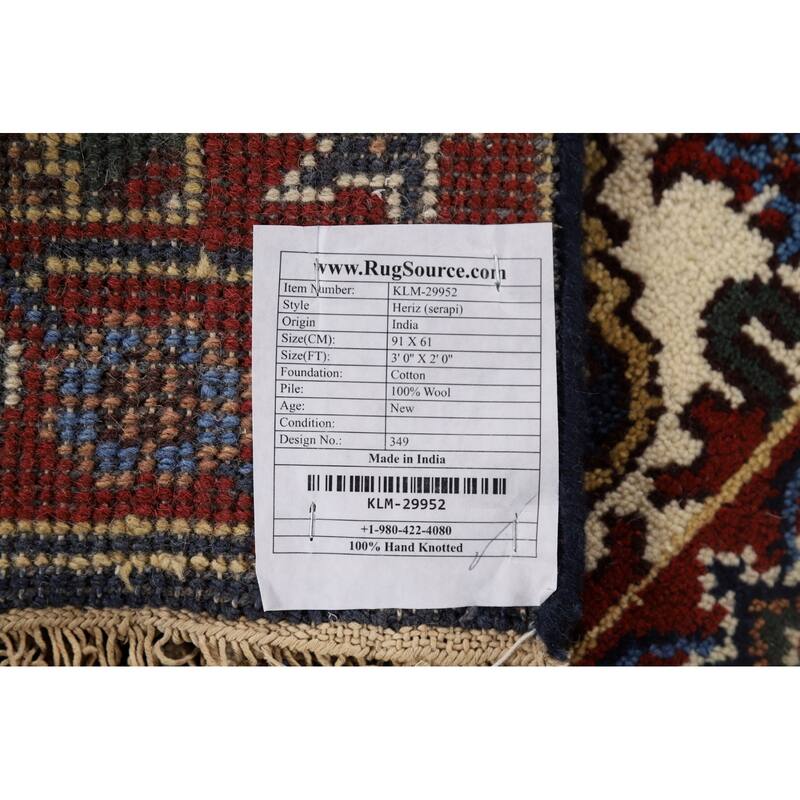 www.RugSource.com
Item Number: KLM-29952
Style Heriz (serapi)
Origin India
Size(CM): 91 X 61
Size(FT): 3' 0" X 2' 0"
Foundation: Cotton
Pile: 100% Wool
Age: New
Condition:
Design No.: 349
Made in India
KLM-29952
+1-980-422-4080
100% Hand Knotted